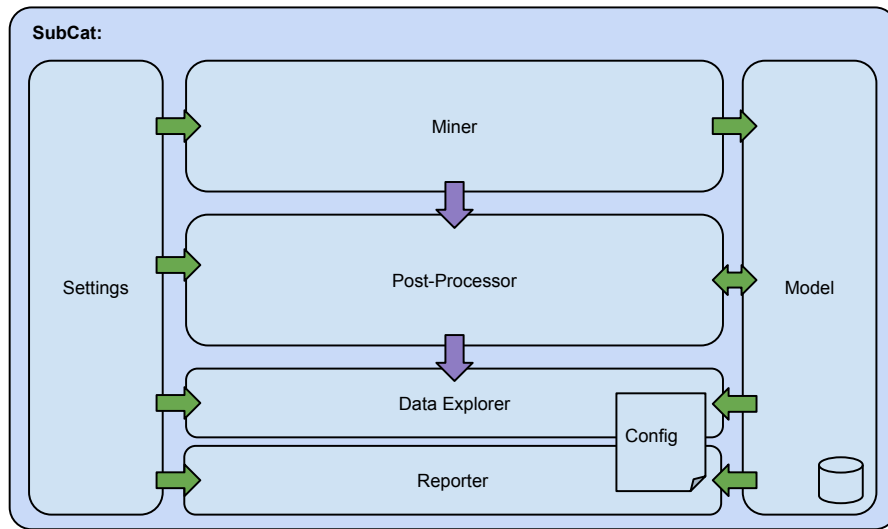 SubCat:
Miner
Settings
Post-Processor
Model
Data Explorer
Config
Reporter